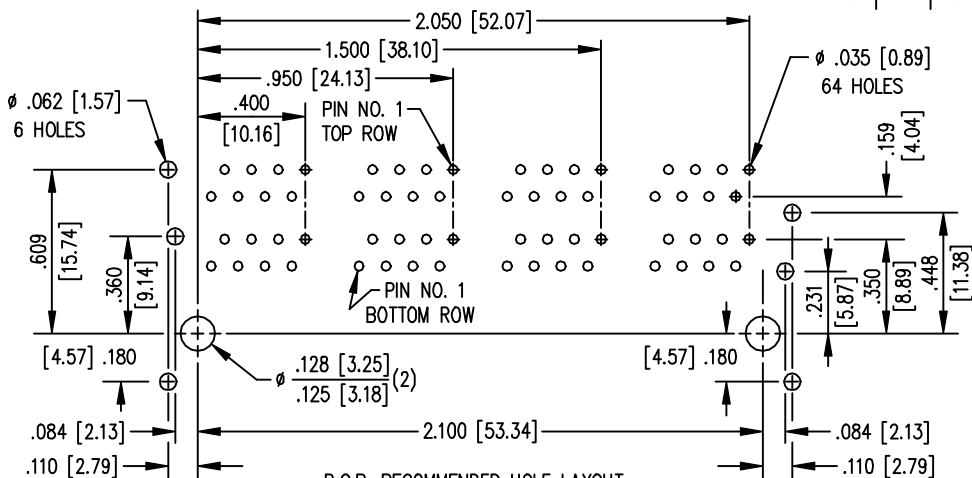 2.050 [52.07]
1.500 [38.10]
.950 [24.13]
ø .035 [0.89]
64 HOLES
ø .062 [1.57]
6 HOLES
.400
[10.16]
PIN NO. 1
TOP ROW
.159
[4.04]
.609
[15.74]
.360
[9.14]
PIN NO. 1
BOTTOM ROW
.231
[5.87]
.350
[8.89]
.448
[11.38]
[4.57] .180
[4.57] .180
ø .128 [3.25]
.125 [3.18] (2)
.084 [2.13]
2.100 [53.34]
.084 [2.13]
.110 [2.79]
.110 [2.79]
P.C.B. RECOMMENDED HOLE LAYOUT